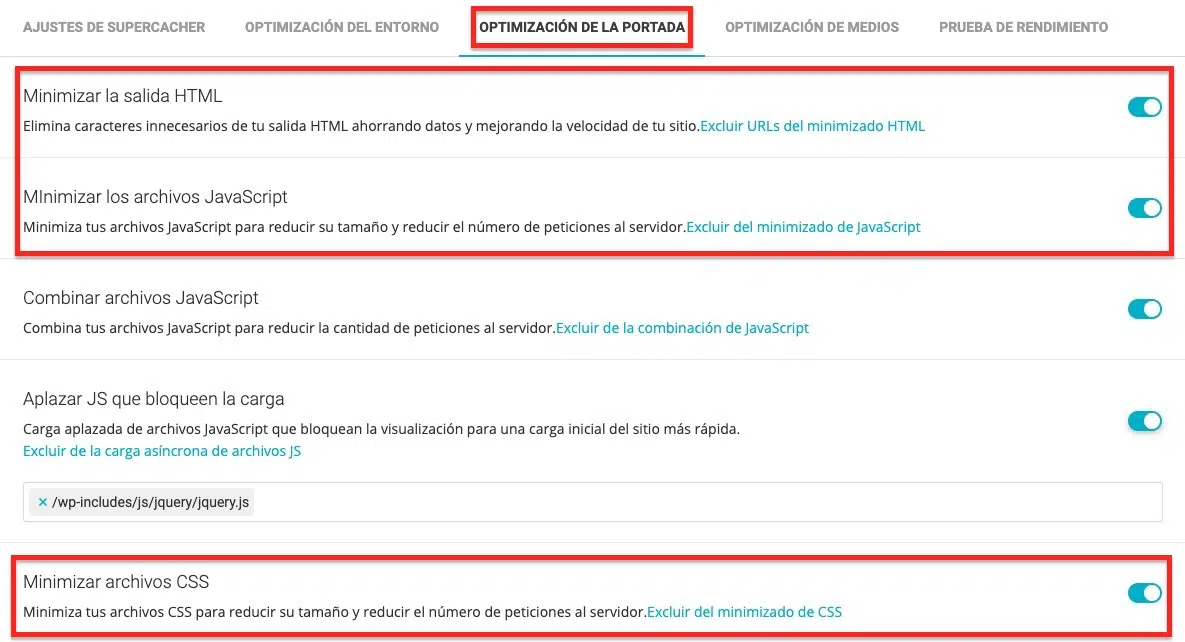 AJUSTES DE SUPERCACHER OPTIMIZACIÓN DEL ENTORNO OPTIMIZACIÓN DE LA PORTADA OPTIMIZACIÓN DE MEDIOS PRUEBA DE RENDIMIENTO
Minimizar la salida HTML
Elimina caracteres innecesarios de tu salida HTML ahorrando datos y mejorando la velocidad de tu sitio.Excluir URLs del minimizado HTML
MInimizar los archivos JavaScript
Minimiza tus archivos JavaScript para reducir su tamaño y reducir el número de peticiones al servidor.Excluir del minimizado de JavaScript
Combinar archivos JavaScript
Combina tus archivos JavaScript para reducir la cantidad de peticiones al servidor.Excluir de la combinación de JavaScript
Aplazar JS que bloqueen la carga
Carga aplazada de archivos JavaScript que bloquean la visualización para una carga inicial del sitio más rápida.
Excluir de la carga asíncrona de archivos JS
× /wp-includes/js/jquery/jquery.js
Minimizar archivos CSS
Minimiza tus archivos CSS para reducir su tamaño y reducir el número de peticiones al servidor.Excluir del minimizado de CSS